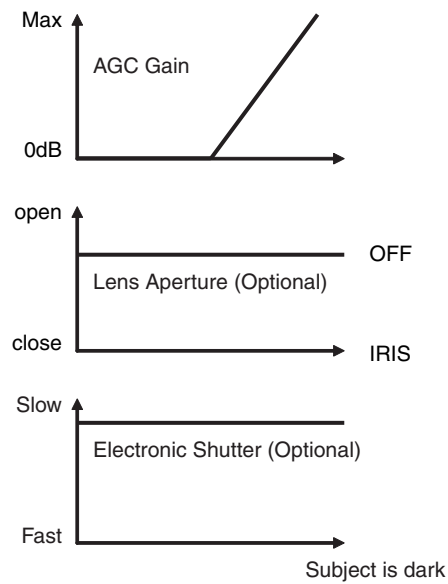 Max
AGC Gain
0dB
open
OFF
Lens Aperture (Optional)
close
IRIS
Slow
Electronic Shutter (Optional)
Fast
Subject is dark